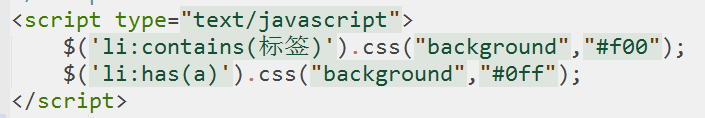 <script type="text/javascript">
$('li:contains(标签)').css("background","#f00");
$('li:has(a)').css("background","#0ff");
</script>